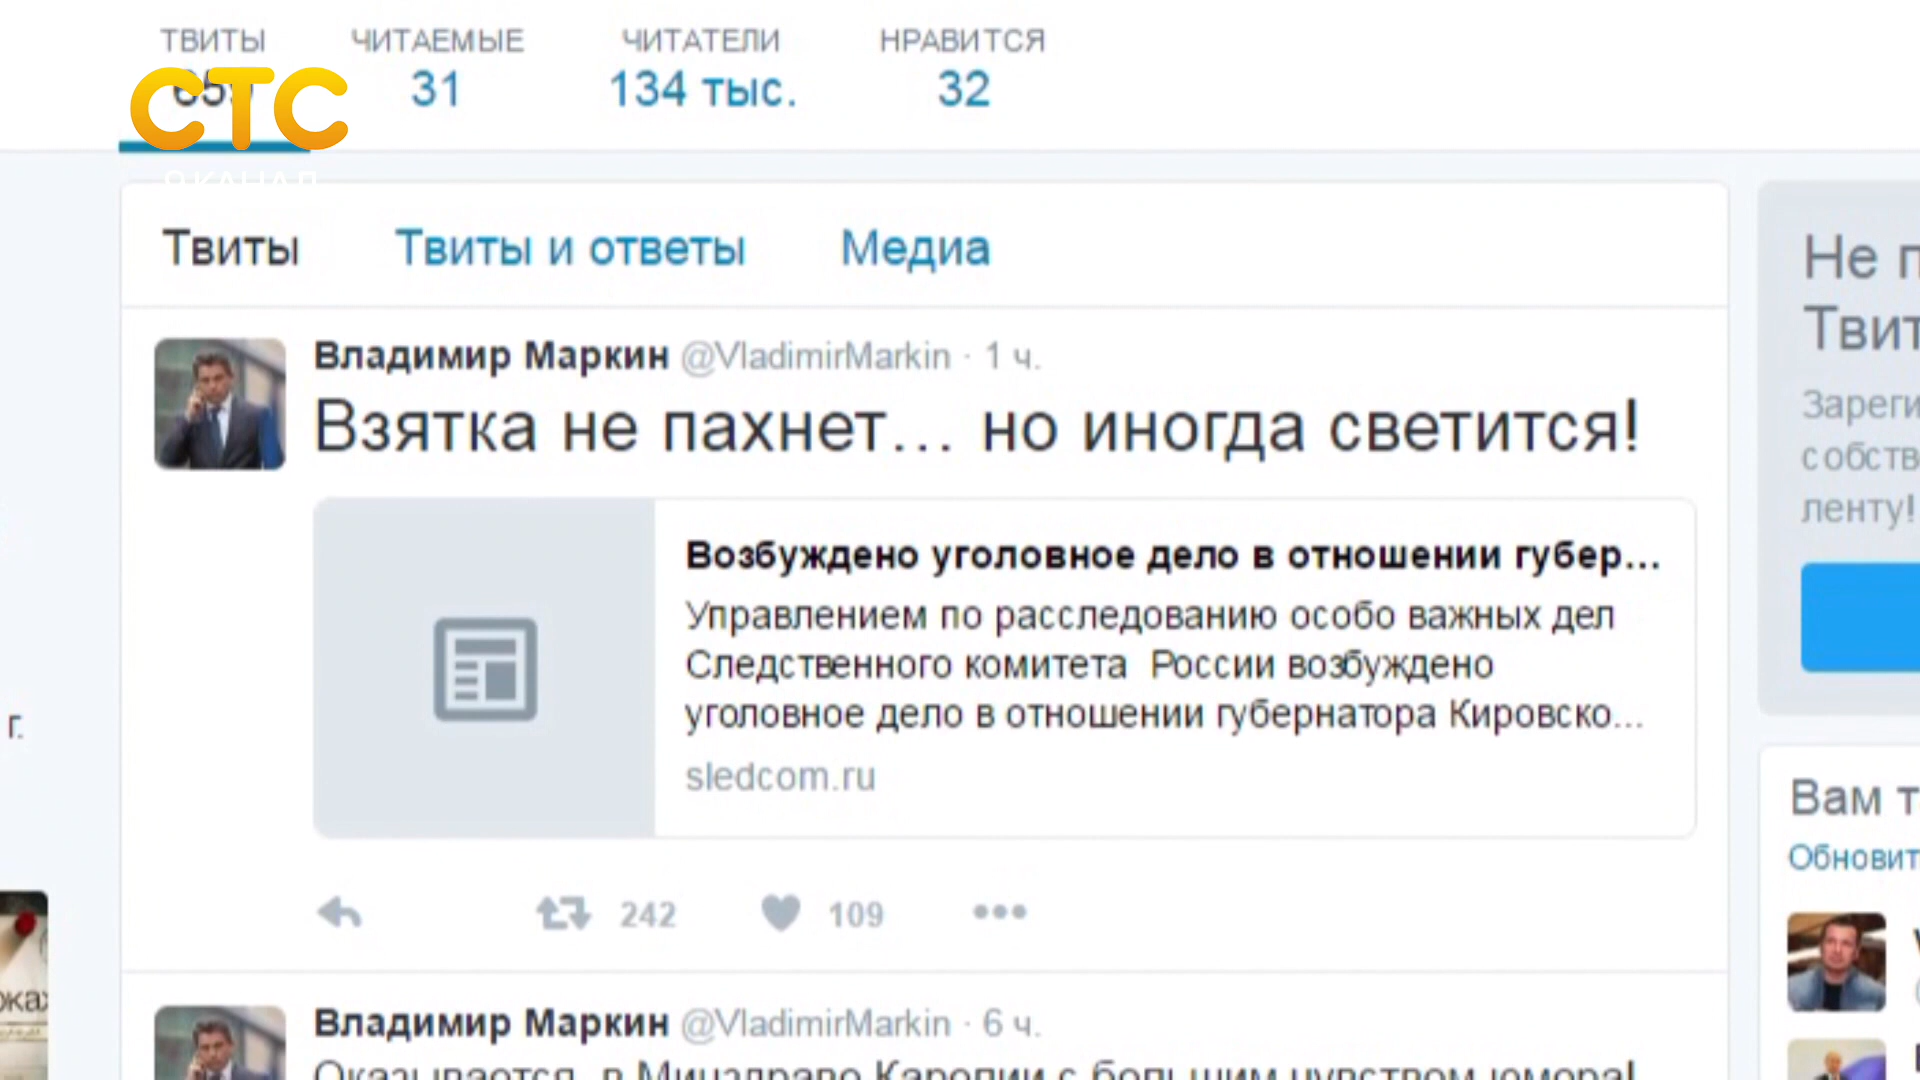 ТВИТЫ ЧИТАЕМЫЕ ЧИТАТЕЛИ НРАВИТСЯ
31 134 тыс. 32
СТС
9 КАНАЛ
Твиты Твиты и ответы Медиа
Не п
Твит
Зареги
собств
ленту!
Владимир Маркин @VladimirMarkin · 1 ч.
Взятка не пахнет... но иногда светится!
Возбуждено уголовное дело в отношении губер...
Управлением по расследованию особо важных дел
Следственного комитета России возбуждено
уголовное дело в отношении губернатора Кировско...
sledcom.ru
г.
242 109
Вам т
Обновит
Владимир Маркин @VladimirMarkin · 6 ч.
Оказывается, в Минздраве Карелии с большим чувством юмора!